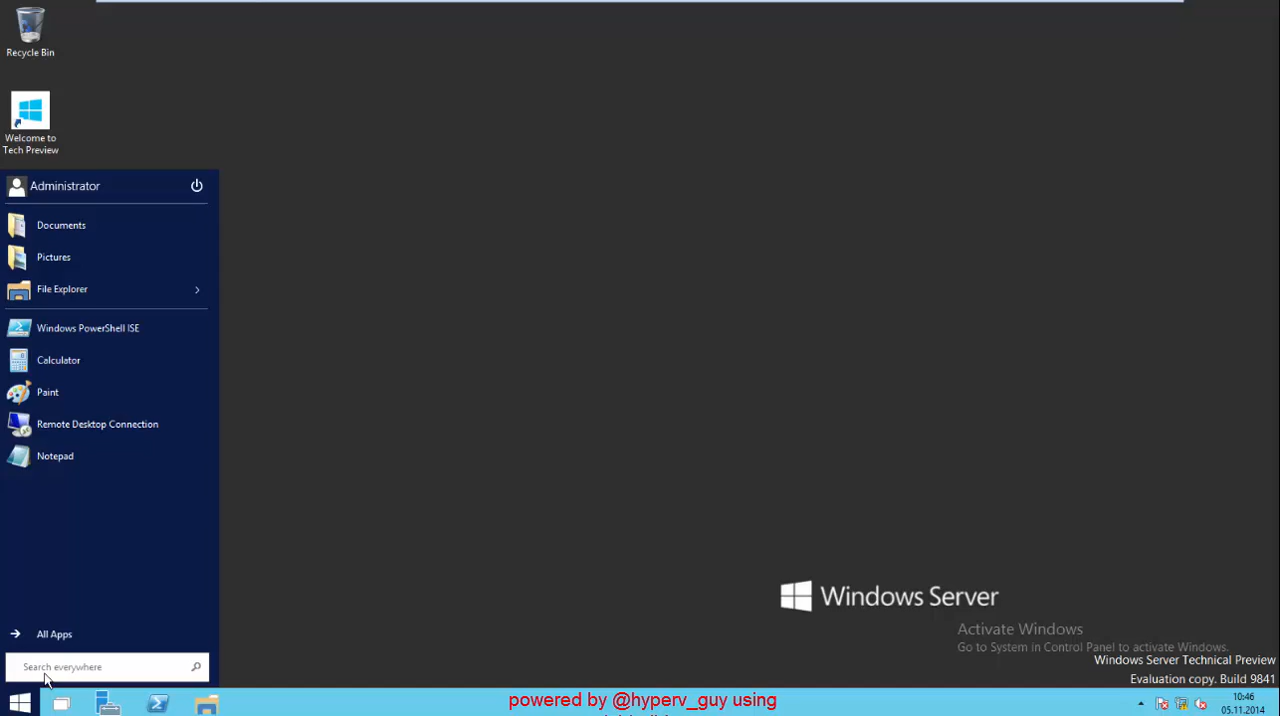 Recycle Bin
Welcome to
Tech Preview
Administrator
Documents
Pictures
File Explorer
Windows PowerShell ISE
Calculator
Paint
Remote Desktop Connection
Notepad
All Apps
Search everywhere
Windows Server
Activate Windows
Go to System in Control Panel to activate Windows.
Windows Server Technical Preview
Evaluation copy. Build 9841
powered by @hyperv_guy using
10:46
05.11.2014